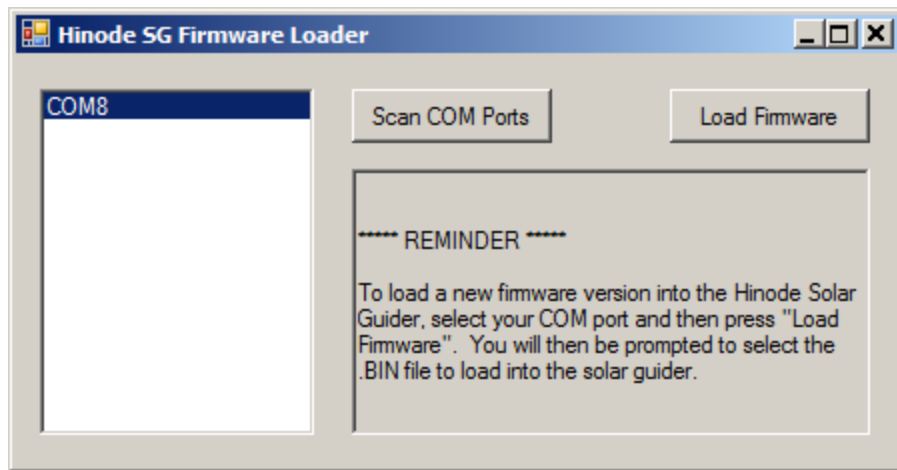 Hinode SG Firmware Loader
COM8
Scan COM Ports
Load Firmware
***** REMINDER *****
To load a new firmware version into the Hinode Solar
Guider, select your COM port and then press "Load
Firmware".  You will then be prompted to select the
.BIN file to load into the solar guider.